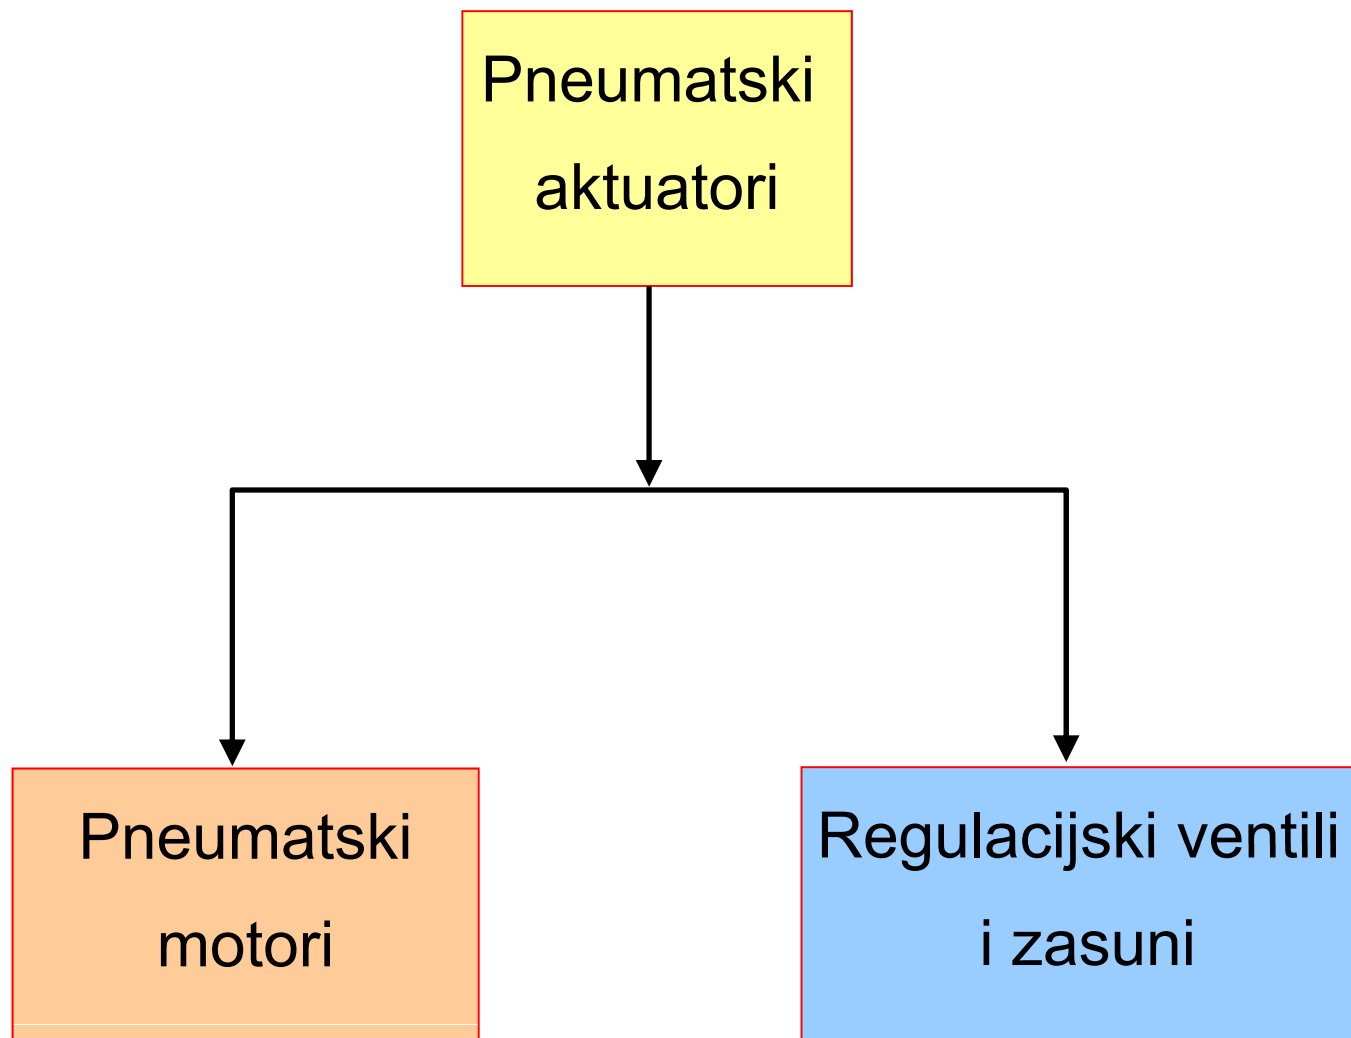 Pneumatski
aktuatori
Pneumatski
motori
Regulacijski ventili
i zasuni